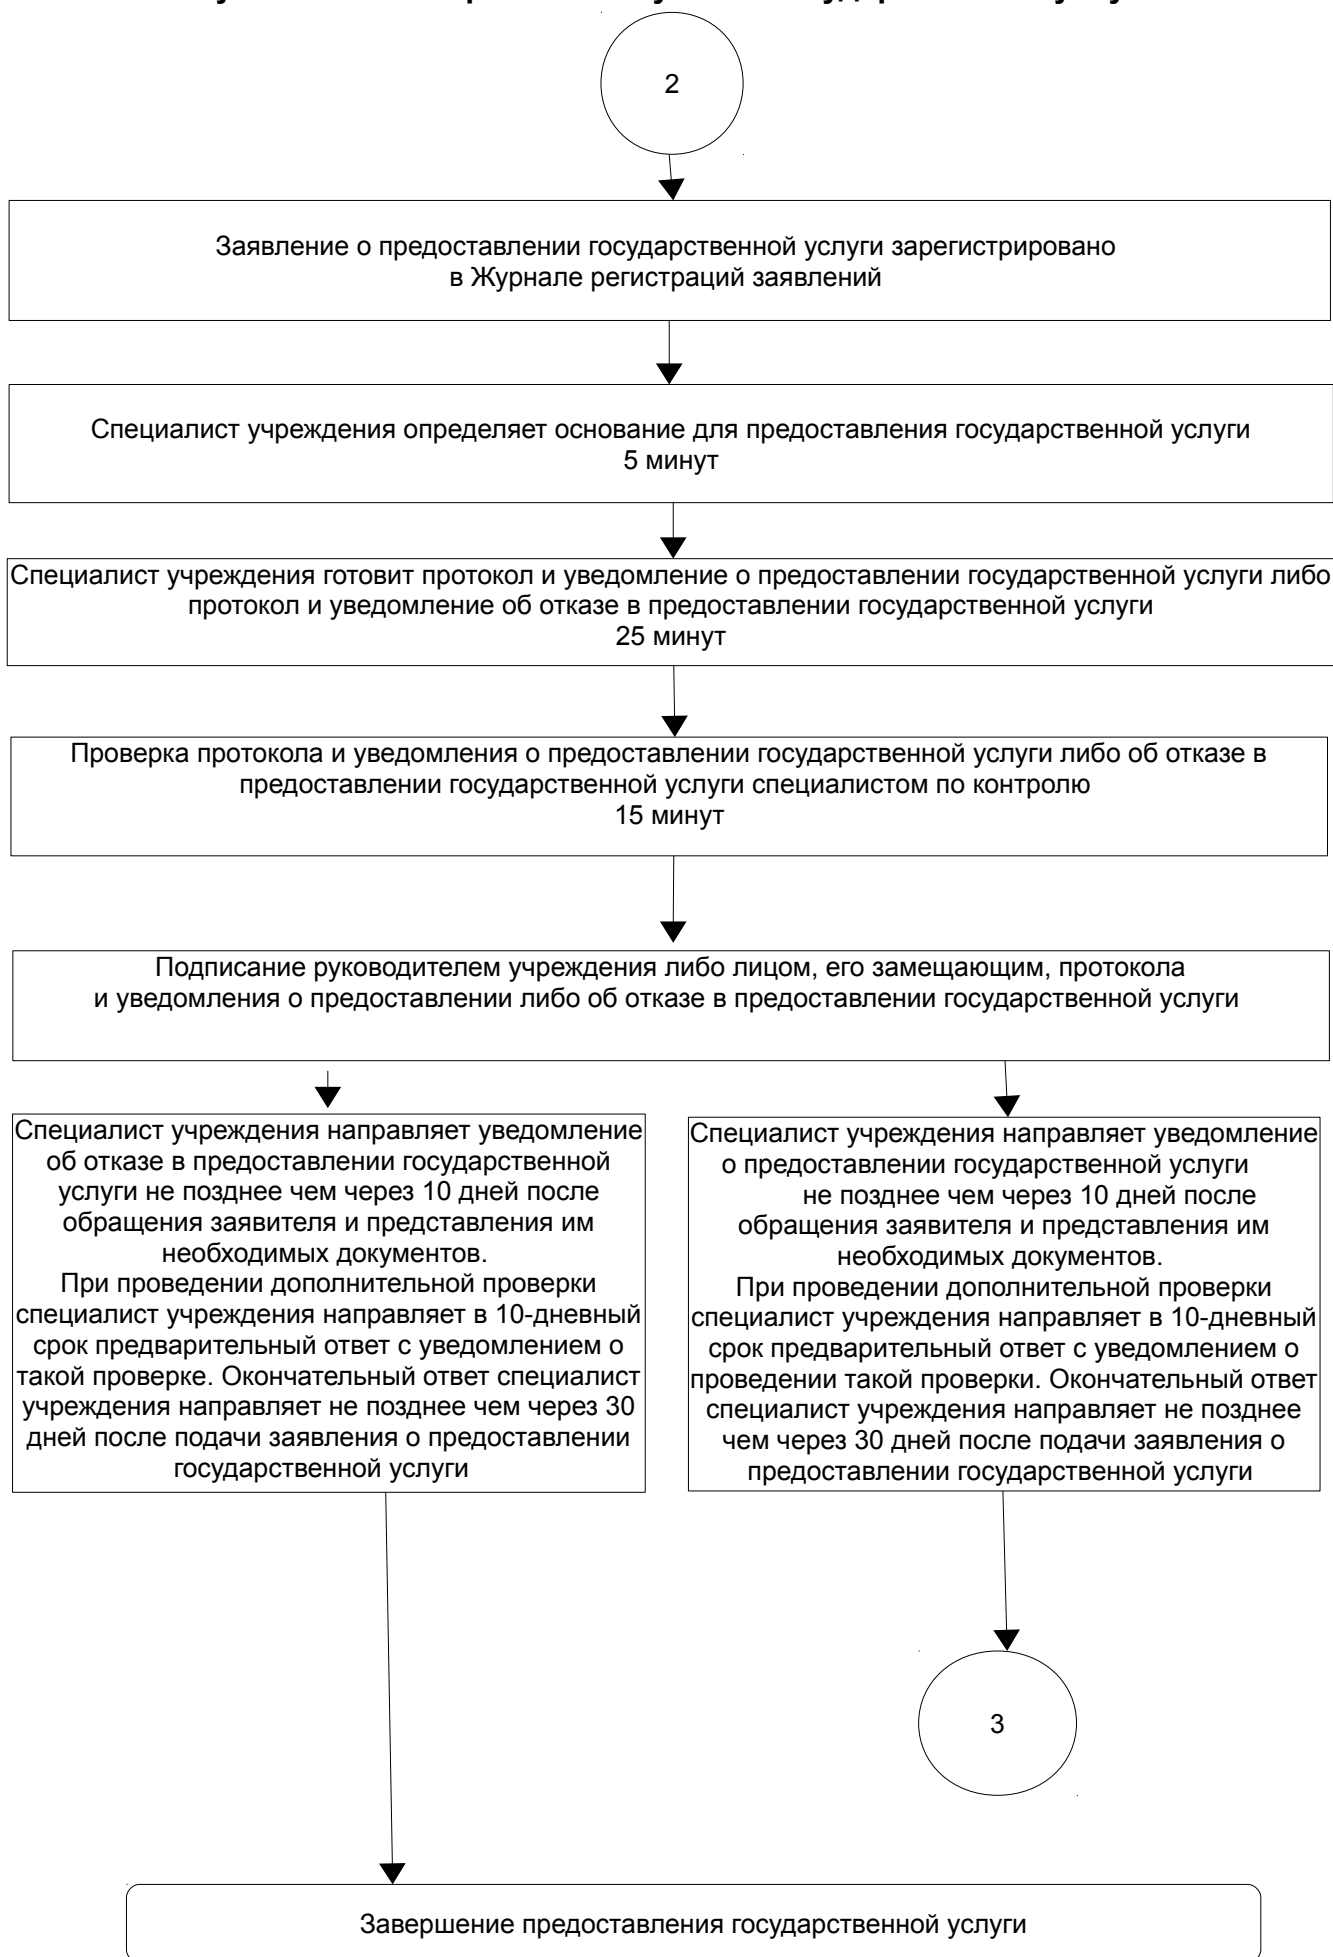 2
Заявление о предоставлении государственной услуги зарегистрировано
в Журнале регистраций заявлений
Специалист учреждения определяет основание для предоставления государственной услуги
5 минут
Специалист учреждения готовит протокол и уведомление о предоставлении государственной услуги либо
протокол и уведомление об отказе в предоставлении государственной услуги
25 минут
Проверка протокола и уведомления о предоставлении государственной услуги либо об отказе в
предоставлении государственной услуги специалистом по контролю
15 минут
Подписание руководителем учреждения либо лицом, его замещающим, протокола
и уведомления о предоставлении либо об отказе в предоставлении государственной услуги
Специалист учреждения направляет уведомление
об отказе в предоставлении государственной
услуги не позднее чем через 10 дней после
обращения заявителя и представления им
необходимых документов.
При проведении дополнительной проверки
специалист учреждения направляет в 10-дневный
срок предварительный ответ с уведомлением о
такой проверке. Окончательный ответ специалист
учреждения направляет не позднее чем через 30
дней после подачи заявления о предоставлении
государственной услуги
Специалист учреждения направляет уведомление
о предоставлении государственной услуги
не позднее чем через 10 дней после
обращения заявителя и представления им
необходимых документов.
При проведении дополнительной проверки
специалист учреждения направляет в 10-дневный
срок предварительный ответ с уведомлением о
проведении такой проверки. Окончательный ответ
специалист учреждения направляет не позднее
чем через 30 дней после подачи заявления о
предоставлении государственной услуги
3
Завершение предоставления государственной услуги